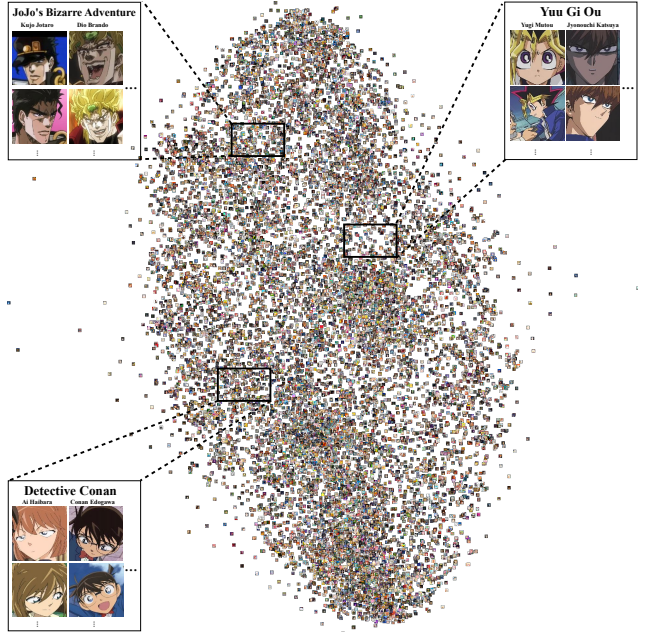 JoJo's Bizarre Adventure
Kujo Jotaro Dio Brando
...
⋮ ⋮
Yuu Gi Ou
Yugi Mutou Jyonouchi Katsuya
...
⋮ ⋮
Detective Conan
Ai Haibara Conan Edogawa
...
⋮ ⋮